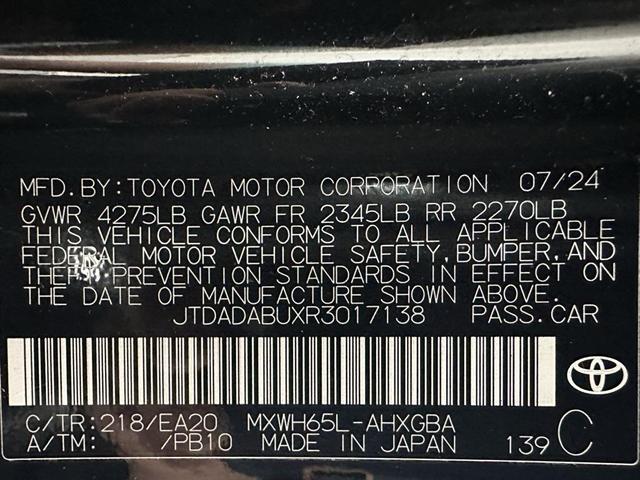 MFD.BY:TOYOTA MOTOR CORPORATION 07/24
GVWR 4275LB GAWR FR 2345LB RR 2270LB
THIS VEHICLE CONFORMS TO ALL APPLICABLE
FEDERAL MOTOR VEHICLE SAFETY,BUMPER,AND
THEFT PREVENTION STANDARDS IN EFFECT ON
THE DATE OF MANUFACTURE SHOWN ABOVE.
JTDADABUXR3017138 PASS.CAR
C/TR:218/EA20 MXWH65L-AHXGBA
A/TM: /PB10 MADE IN JAPAN 139 C